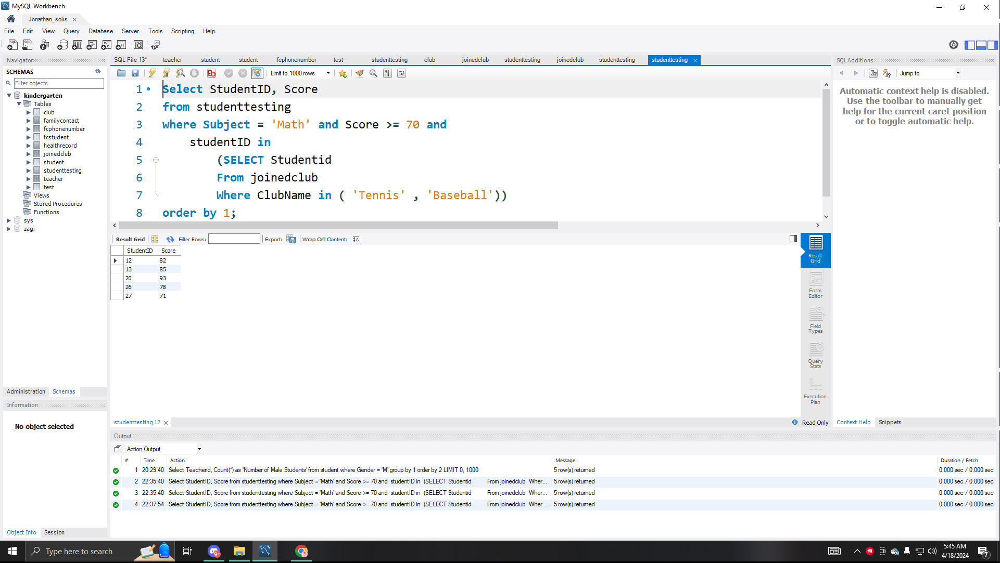 MySQL Workbench
Jonathan_solis
File Edit View Query Database Server Tools Scripting Help
Navigator
SCHEMAS
Filter objects
kindergarten
Tables
club
familycontact
fcphonenumber
fcstudent
healthrecord
joinedclub
student
studenttesting
teacher
test
Views
Stored Procedures
Functions
sys
zagi
Administration Schemas
Information
No object selected
Object Info Session
SQL File 13* teacher student student fcphonenumber test studenttesting club joinedclub studenttesting joinedclub studenttesting studenttesting
Limit to 1000 rows
1 Select StudentID, Score
2 from studenttesting
3 where Subject = 'Math' and Score >= 70 and
4 studentID in
5 (SELECT Studentid
6 From joinedclub
7 Where ClubName in ( 'Tennis' , 'Baseball'))
8 order by 1;
Result Grid Filter Rows: Export: Wrap Cell Content:
StudentID Score
12 82
13 85
20 93
26 78
27 71
Result Grid
Form Editor
Field Types
Query Stats
Execution Plan
studenttesting 12
Read Only
SQLAdditions
Jump to
Automatic context help is disabled.
Use the toolbar to manually get
help for the current caret position
or to toggle automatic help.
Context Help Snippets
Output
Action Output
# Time Action Message Duration / Fetch
1 20:29:40 Select Teacherid, Count(*) as 'Number of Male Students' from student where Gender = 'M' group by 1 order by 2 LIMIT 0, 1000 5 row(s) returned 0.000 sec / 0.000 sec
2 22:35:40 Select StudentID, Score from studenttesting where Subject = 'Math' and Score >= 70 and studentID in (SELECT Studentid From joinedclub Wher... 5 row(s) returned 0.000 sec / 0.000 sec
3 22:35:40 Select StudentID, Score from studenttesting where Subject = 'Math' and Score >= 70 and studentID in (SELECT Studentid From joinedclub Wher... 5 row(s) returned 0.000 sec / 0.000 sec
4 22:37:54 Select StudentID, Score from studenttesting where Subject = 'Math' and Score >= 70 and studentID in (SELECT Studentid From joinedclub Wher... 5 row(s) returned 0.000 sec / 0.000 sec
Type here to search
9+
5:45 AM
4/18/2024
7